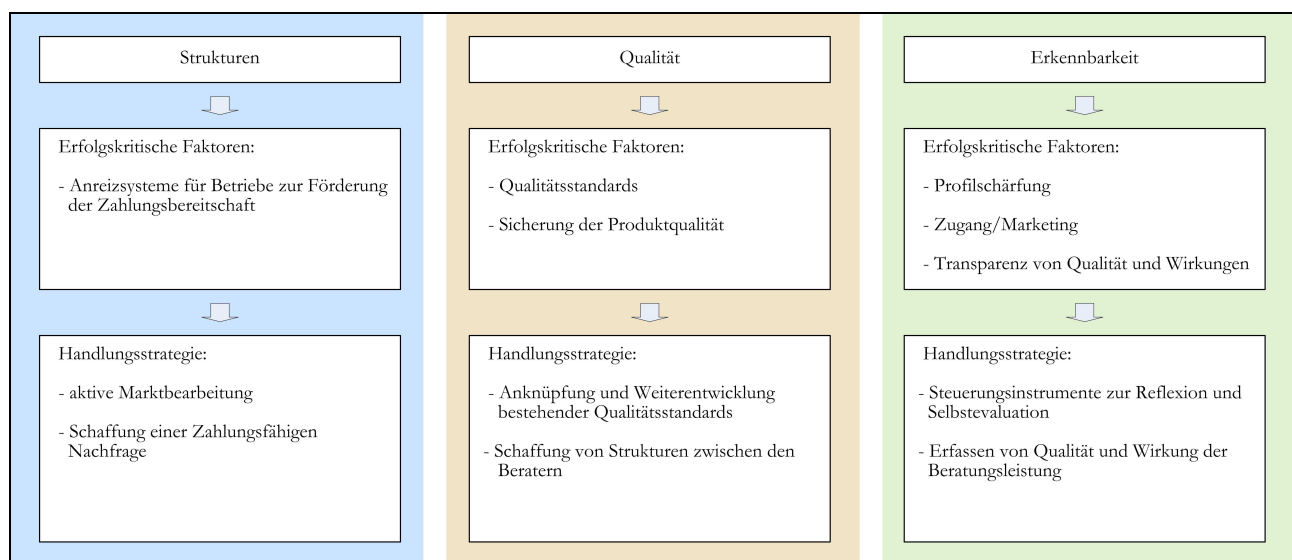 Strukturen
Erfolgskritische Faktoren:
- Anreizsysteme für Betriebe zur Förderung
der Zahlungsbereitschaft
Handlungsstrategie:
- aktive Marktbearbeitung
- Schaffung einer Zahlungsfähigen
Nachfrage
Qualität
Erfolgskritische Faktoren:
- Qualitätsstandards
- Sicherung der Produktqualität
Handlungsstrategie:
- Anknüpfung und Weiterentwicklung
bestehender Qualitätsstandards
- Schaffung von Strukturen zwischen den
Beratern
Erkennbarkeit
Erfolgskritische Faktoren:
- Profilschärfung
- Zugang/Marketing
- Transparenz von Qualität und Wirkungen
Handlungsstrategie:
- Steuerungsinstrumente zur Reflexion und
Selbstevaluation
- Erfassen von Qualität und Wirkung der
Beratungsleistung